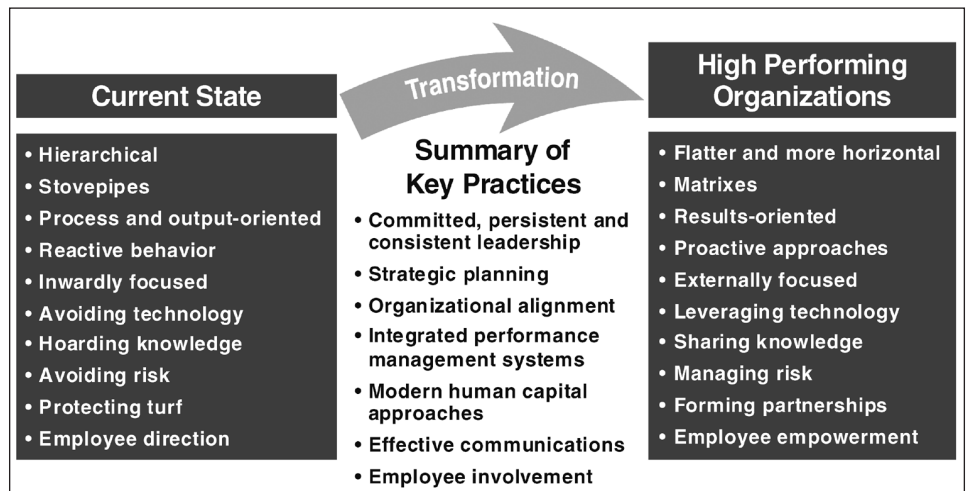 Current State
• Hierarchical
• Stovepipes
• Process and output-oriented
• Reactive behavior
• Inwardly focused
• Avoiding technology
• Hoarding knowledge
• Avoiding risk
• Protecting turf
• Employee direction
Transformation
Summary of
Key Practices
• Committed, persistent and
consistent leadership
• Strategic planning
• Organizational alignment
• Integrated performance
management systems
• Modern human capital
approaches
• Effective communications
• Employee involvement
High Performing
Organizations
• Flatter and more horizontal
• Matrixes
• Results-oriented
• Proactive approaches
• Externally focused
• Leveraging technology
• Sharing knowledge
• Managing risk
• Forming partnerships
• Employee empowerment